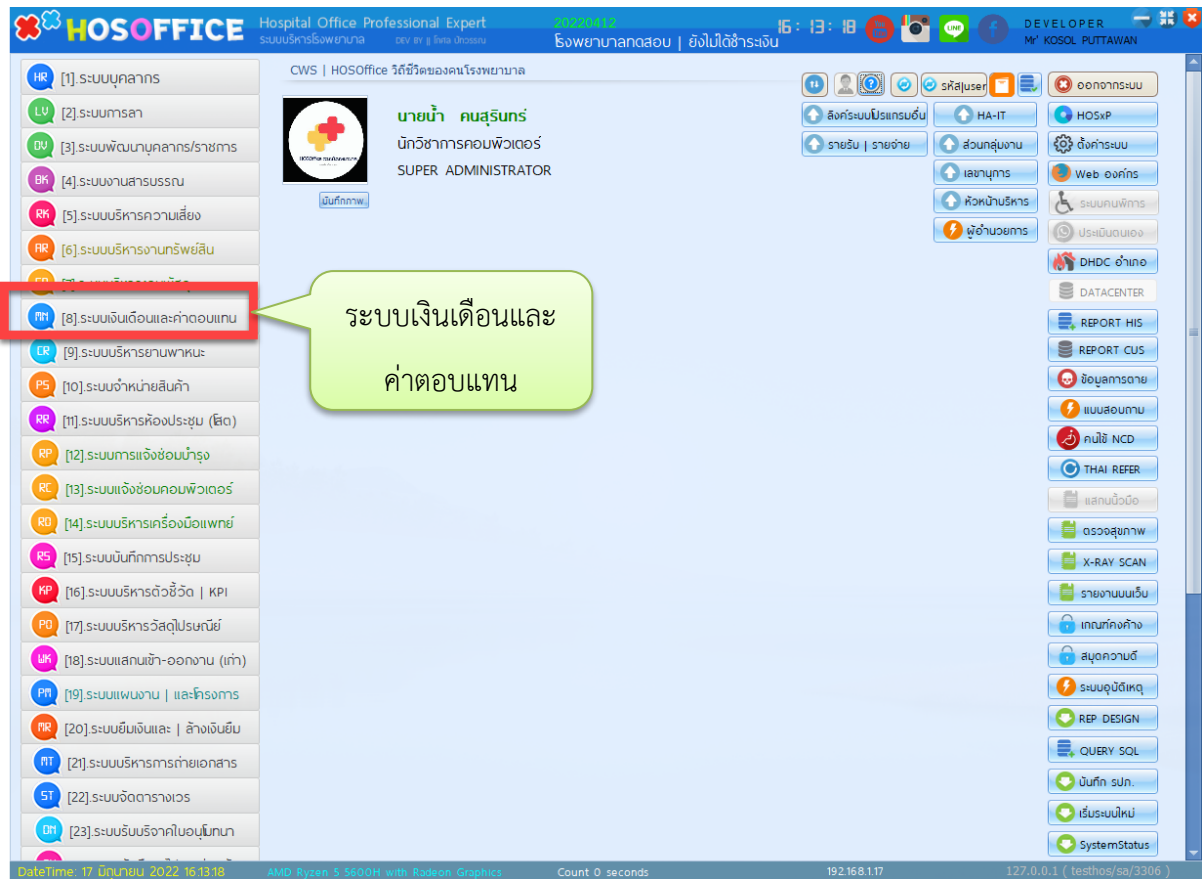 HOSOFFICE
Hospital Office Professional Expert
ระบบบริหารโรงพยาบาล
20220412
โรงพยาบาลทดสอบ | ยังไม่ได้ชำระเงิน
16: 13: 18
LINE
DEVELOPER
Mr' KOSOL PUTTAWAN
HR [1].ระบบบุคลากร
LV [2].ระบบการลา
DV [3].ระบบพัฒนาบุคลากร/ราชการ
BK [4].ระบบงานสารบรรณ
RK [5].ระบบบริหารความเสี่ยง
AR [6].ระบบบริหารงานทรัพย์สิน
MN [8].ระบบเงินเดือนและค่าตอบแทน
CR [9].ระบบบริหารยานพาหนะ
PS [10].ระบบจำหน่ายสินค้า
RR [11].ระบบบริหารห้องประชุม (โสต)
RP [12].ระบบการแจ้งซ่อมบำรุง
RC [13].ระบบแจ้งซ่อมคอมพิวเตอร์
RD [14].ระบบบริหารเครื่องมือแพทย์
RS [15].ระบบบันทึกการประชุม
KP [16].ระบบบริหารตัวชี้วัด | KPI
PO [17].ระบบบริหารวัสดุไปรษณีย์
WK [18].ระบบแสกนเข้า-ออกงาน (เก่า)
PM [19].ระบบแผนงาน | และโครงการ
MR [20].ระบบยืมเงินและ | ล้างเงินยืม
MT [21].ระบบบริหารการถ่ายเอกสาร
ST [22].ระบบจัดตารางเวร
DN [23].ระบบรับบริจาคใบอนุโมทนา
CWS | HOSOffice วิถีชีวิตของคนโรงพยาบาล
นายน้ำ คนสุรินทร์
นักวิชาการคอมพิวเตอร์
SUPER ADMINISTRATOR
บันทึกภาพ
ระบบเงินเดือนและ
ค่าตอบแทน
รหัส|user
ออกจากระบบ
ลิงค์ระบบโปรแกรมอื่น
HA-IT
HOSxP
รายรับ | รายจ่าย
ส่วนกลุ่มงาน
ตั้งค่าระบบ
เลขานุการ
Web องค์กร
หัวหน้าบริหาร
ระบบคนพิการ
ผู้อำนวยการ
ประเมินตนเอง
DHDC อำเภอ
DATACENTER
REPORT HIS
REPORT CUS
ข้อมูลการตาย
แบบสอบถาม
คนไข้ NCD
THAI REFER
แสกนนิ้วมือ
ตรวจสุขภาพ
X-RAY SCAN
รายงานบนเว็บ
เกณฑ์คงค้าง
สมุดความดี
ระบบอุบัติเหตุ
REP DESIGN
QUERY SQL
บันทึก รปภ.
เริ่มระบบใหม่
SystemStatus
DateTime: 17 มิถุนายน 2022 16:13:18
AMD Ryzen 5 5600H with Radeon Graphics
Count 0 seconds
192.168.1.17
127.0.0.1 ( testhos/sa/3306 )